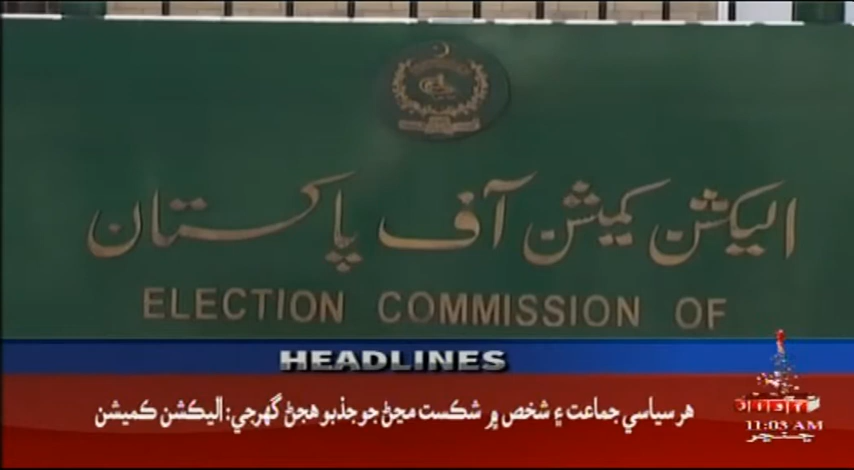 الیکشن کمیشن آف پاکستان
ELECTION COMMISSION OF
HEADLINES
هر سياسي جماعت ۽ شخص ۾ شڪست مڃڻ جو جذبو هجڻ گهرجي: اليڪشن ڪميشن
11:03 AM
ڇنڇر